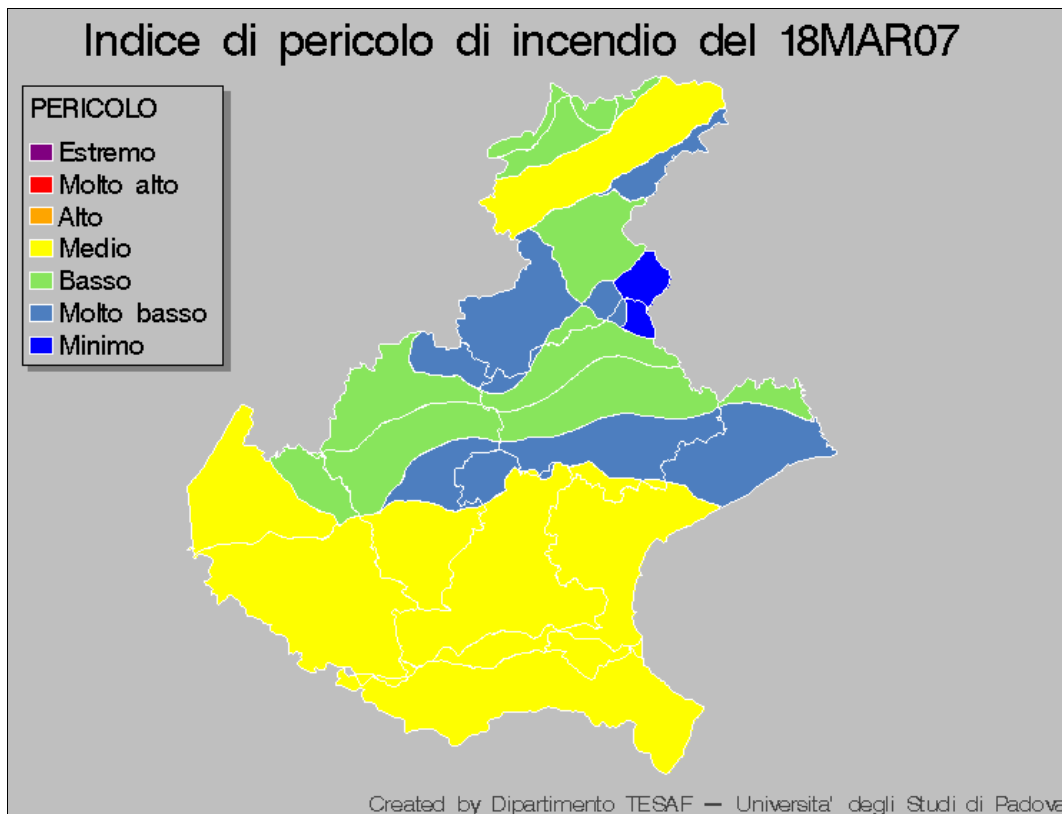 Indice di pericolo di incendio del 18MAR07
PERICOLO
Estremo
Molto alto
Alto
Medio
Basso
Molto basso
Minimo
Created by Dipartimento TESAF – Universita' degli Studi di Padova